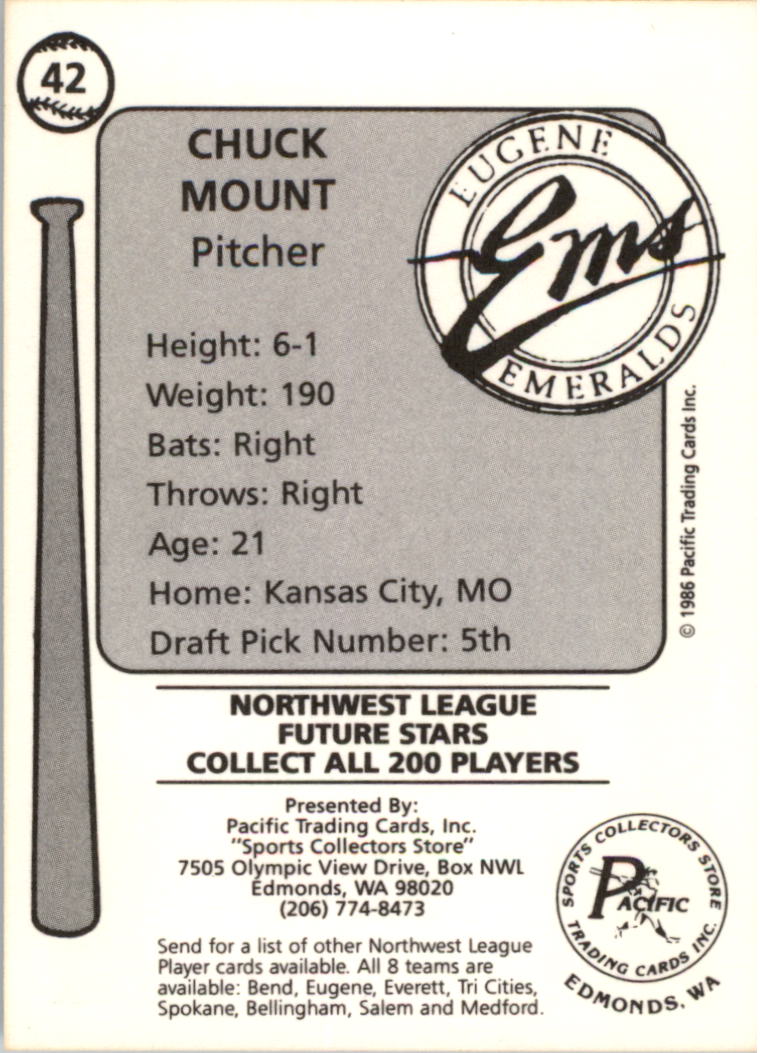 42
CHUCK
MOUNT
Pitcher
EUGENE
Ems
EMERALDS
Height: 6-1
Weight: 190
Bats: Right
Throws: Right
Age: 21
Home: Kansas City, MO
Draft Pick Number: 5th
© 1986 Pacific Trading Cards Inc.
NORTHWEST LEAGUE
FUTURE STARS
COLLECT ALL 200 PLAYERS
Presented By:
Pacific Trading Cards, Inc.
"Sports Collectors Store"
7505 Olympic View Drive, Box NWL
Edmonds, WA 98020
(206) 774-8473
Send for a list of other Northwest League
Player cards available. All 8 teams are
available: Bend, Eugene, Everett, Tri Cities,
Spokane, Bellingham, Salem and Medford.
SPORTS COLLECTORS STORE
PACIFIC
TRADING CARDS INC.
EDMONDS, WA